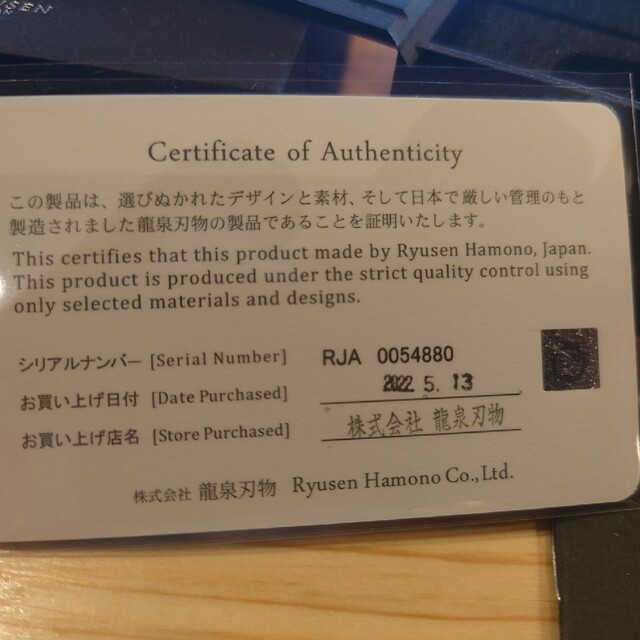 Certificate of Authenticity
この製品は、選びぬかれたデザインと素材、そして日本で厳しい管理のもと
製造されました龍泉刃物の製品であることを証明いたします。
This certifies that this product made by Ryusen Hamono, Japan.
This product is produced under the strict quality control using
only selected materials and designs.
シリアルナンバー [Serial Number] RJA 0054880
お買い上げ日付 [Date Purchased] 2022 5. 13
お買い上げ店名 [Store Purchased] 株式会社 龍泉刃物
株式会社 龍泉刃物 Ryusen Hamono Co., Ltd.